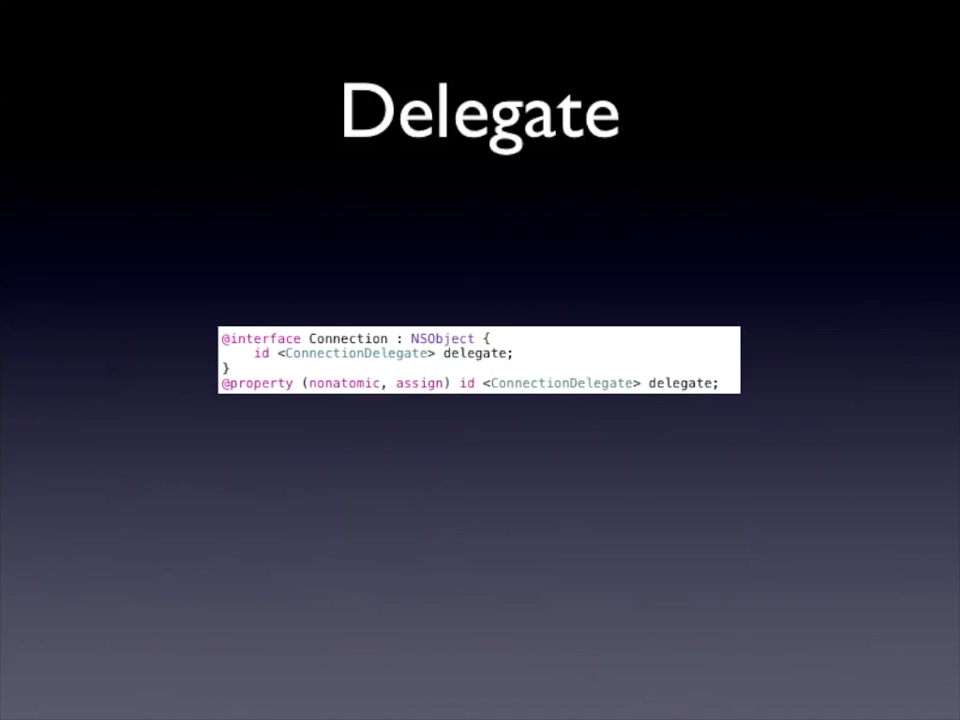 Delegate
@interface Connection : NSObject {
    id <ConnectionDelegate> delegate;
}
@property (nonatomic, assign) id <ConnectionDelegate> delegate;